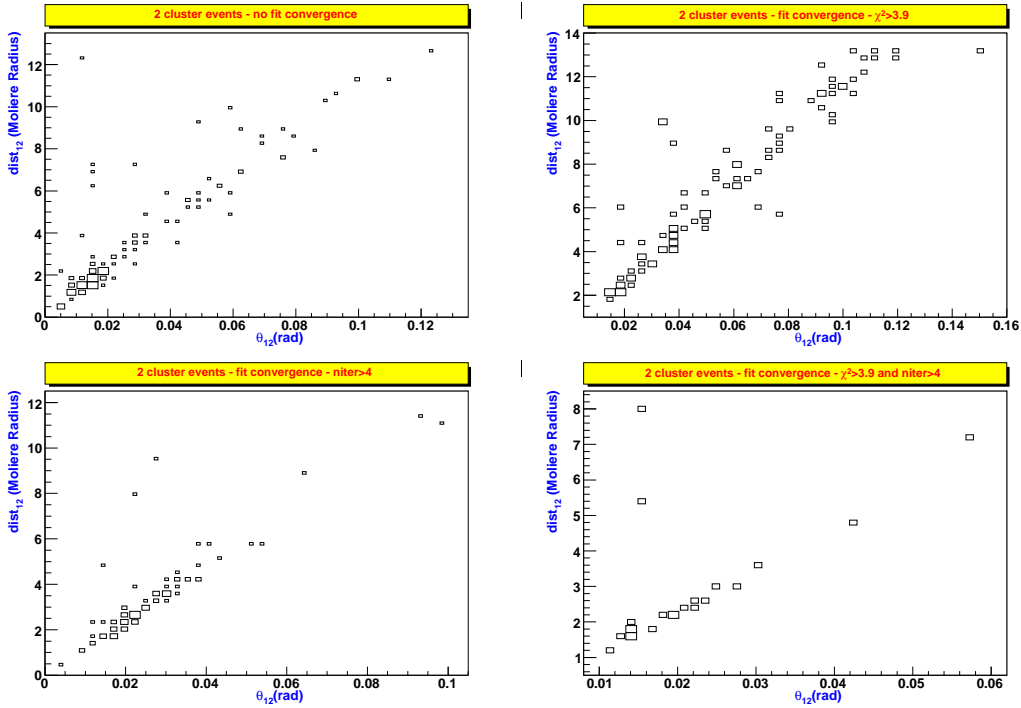 2 cluster events - no fit convergence
dist12 (Moliere Radius)
12
10
8
6
4
2
0
0 0.02 0.04 0.06 0.08 0.1 0.12
θ12(rad)
2 cluster events - fit convergence - χ²>3.9
dist12 (Moliere Radius)
14
12
10
8
6
4
2
0.02 0.04 0.06 0.08 0.1 0.12 0.14 0.16
θ12(rad)
2 cluster events - fit convergence - niter>4
dist12 (Moliere Radius)
12
10
8
6
4
2
0
0 0.02 0.04 0.06 0.08 0.1
θ12(rad)
2 cluster events - fit convergence - χ²>3.9 and niter>4
dist12 (Moliere Radius)
8
7
6
5
4
3
2
1
0.01 0.02 0.03 0.04 0.05 0.06
θ12(rad)